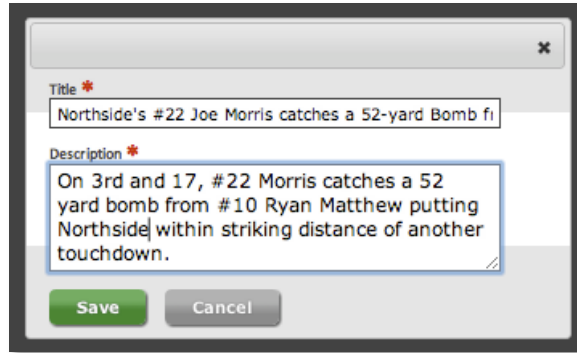 Title *
Northside's #22 Joe Morris catches a 52-yard Bomb
Description *
On 3rd and 17, #22 Morris catches a 52
yard bomb from #10 Ryan Matthew putting
Northside within striking distance of another
touchdown.
Save Cancel